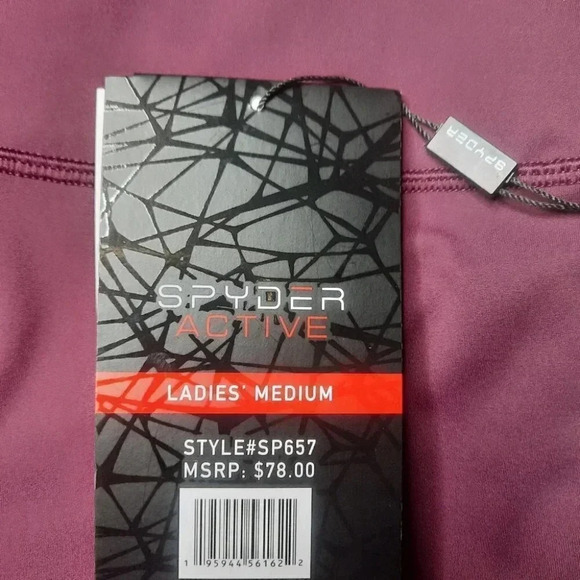 SPYDER
SPYDER
ACTIVE
LADIES' MEDIUM
STYLE#SP657
MSRP: $78.00
1 95944 56162 2